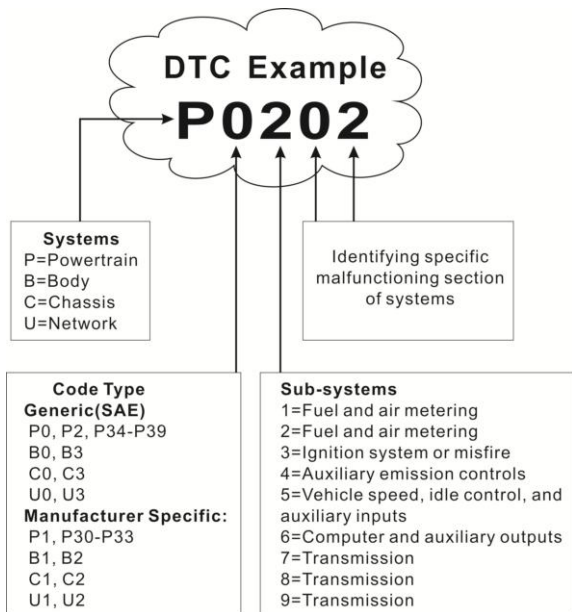 DTC Example
P0202
Systems
P=Powertrain
B=Body
C=Chassis
U=Network
Identifying specific
malfunctioning section
of systems
Code Type
Generic(SAE)
P0, P2, P34-P39
B0, B3
C0, C3
U0, U3
Manufacturer Specific:
P1, P30-P33
B1, B2
C1, C2
U1, U2
Sub-systems
1=Fuel and air metering
2=Fuel and air metering
3=Ignition system or misfire
4=Auxiliary emission controls
5=Vehicle speed, idle control, and
auxiliary inputs
6=Computer and auxiliary outputs
7=Transmission
8=Transmission
9=Transmission